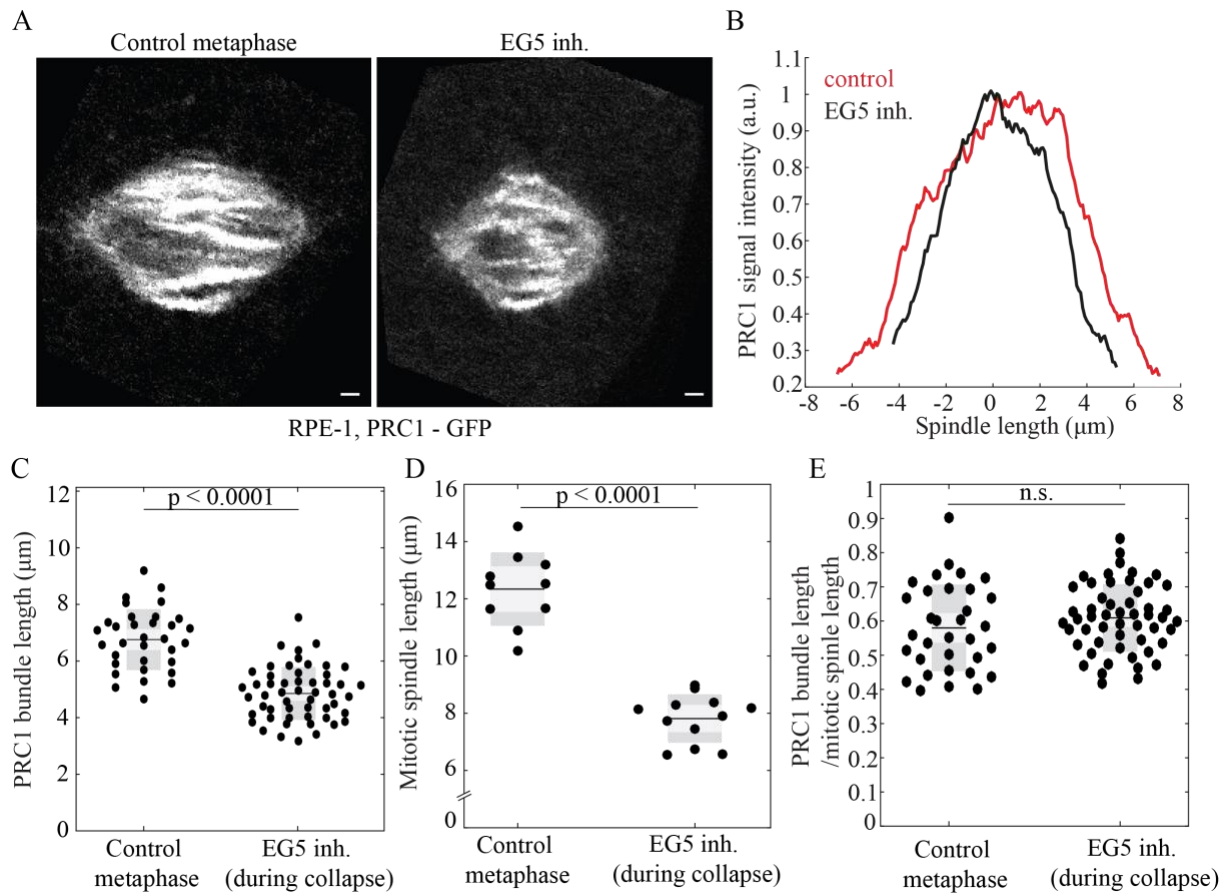 A
Control metaphase
EG5 inh.
RPE-1, PRC1 - GFP
B
control
EG5 inh.
PRC1 signal intensity (a.u.)
1.1
1
0.9
0.8
0.7
0.6
0.5
0.4
0.3
0.2
-8 -6 -4 -2 0 2 4 6 8
Spindle length (μm)
C
p < 0.0001
PRC1 bundle length (μm)
12
10
8
6
4
2
0
Control
metaphase
EG5 inh.
(during collapse)
D
p < 0.0001
Mitotic spindle length (μm)
16
14
12
10
8
6
0
Control
metaphase
EG5 inh.
(during collapse)
E
n.s.
PRC1 bundle length
/mitotic spinle length
1
0.9
0.8
0.7
0.6
0.5
0.4
0.3
0.2
0.1
0
Control
metaphase
EG5 inh.
(during collapse)